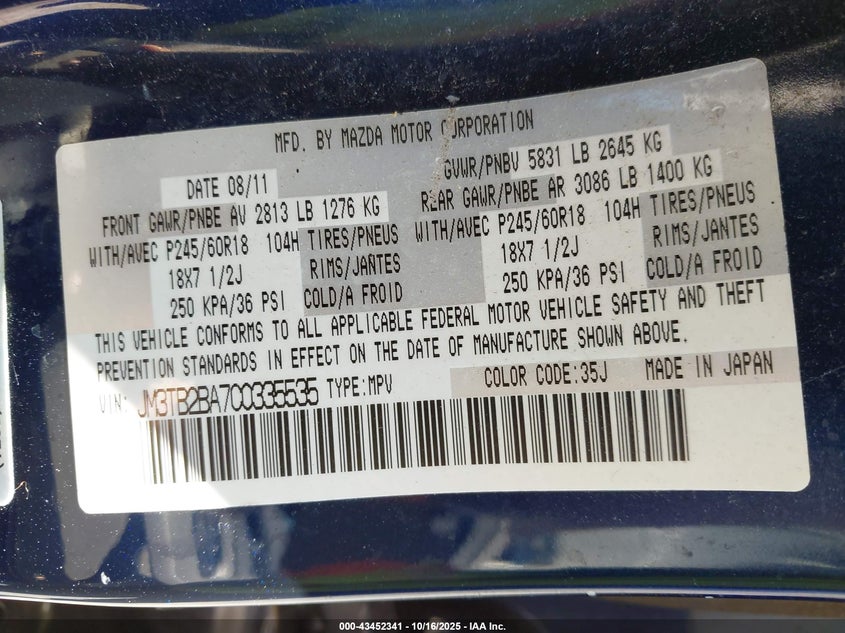 MFD. BY MAZDA MOTOR CORPORATION
DATE 08/11 GVWR/PNBV 5831 LB 2645 KG
FRONT GAWR/PNBE AV 2813 LB 1276 KG REAR GAWR/PNBE AR 3086 LB 1400 KG
WITH/AVEC P245/60R18 104H TIRES/PNEUS WITH/AVEC P245/60R18 104H TIRES/PNEUS
18X7 1/2J RIMS/JANTES 18X7 1/2J RIMS/JANTES
250 KPA/36 PSI COLD/A FROID 250 KPA/36 PSI COLD/A FROID
THIS VEHICLE CONFORMS TO ALL APPLICABLE FEDERAL MOTOR VEHICLE SAFETY AND THEFT
PREVENTION STANDARDS IN EFFECT ON THE DATE OF MANUFACTURE SHOWN ABOVE.
VIN: JM3TB2BA7C0335535 TYPE:MPV COLOR CODE:35J MADE IN JAPAN
000-43452341 - 10/16/2025 - IAA Inc.